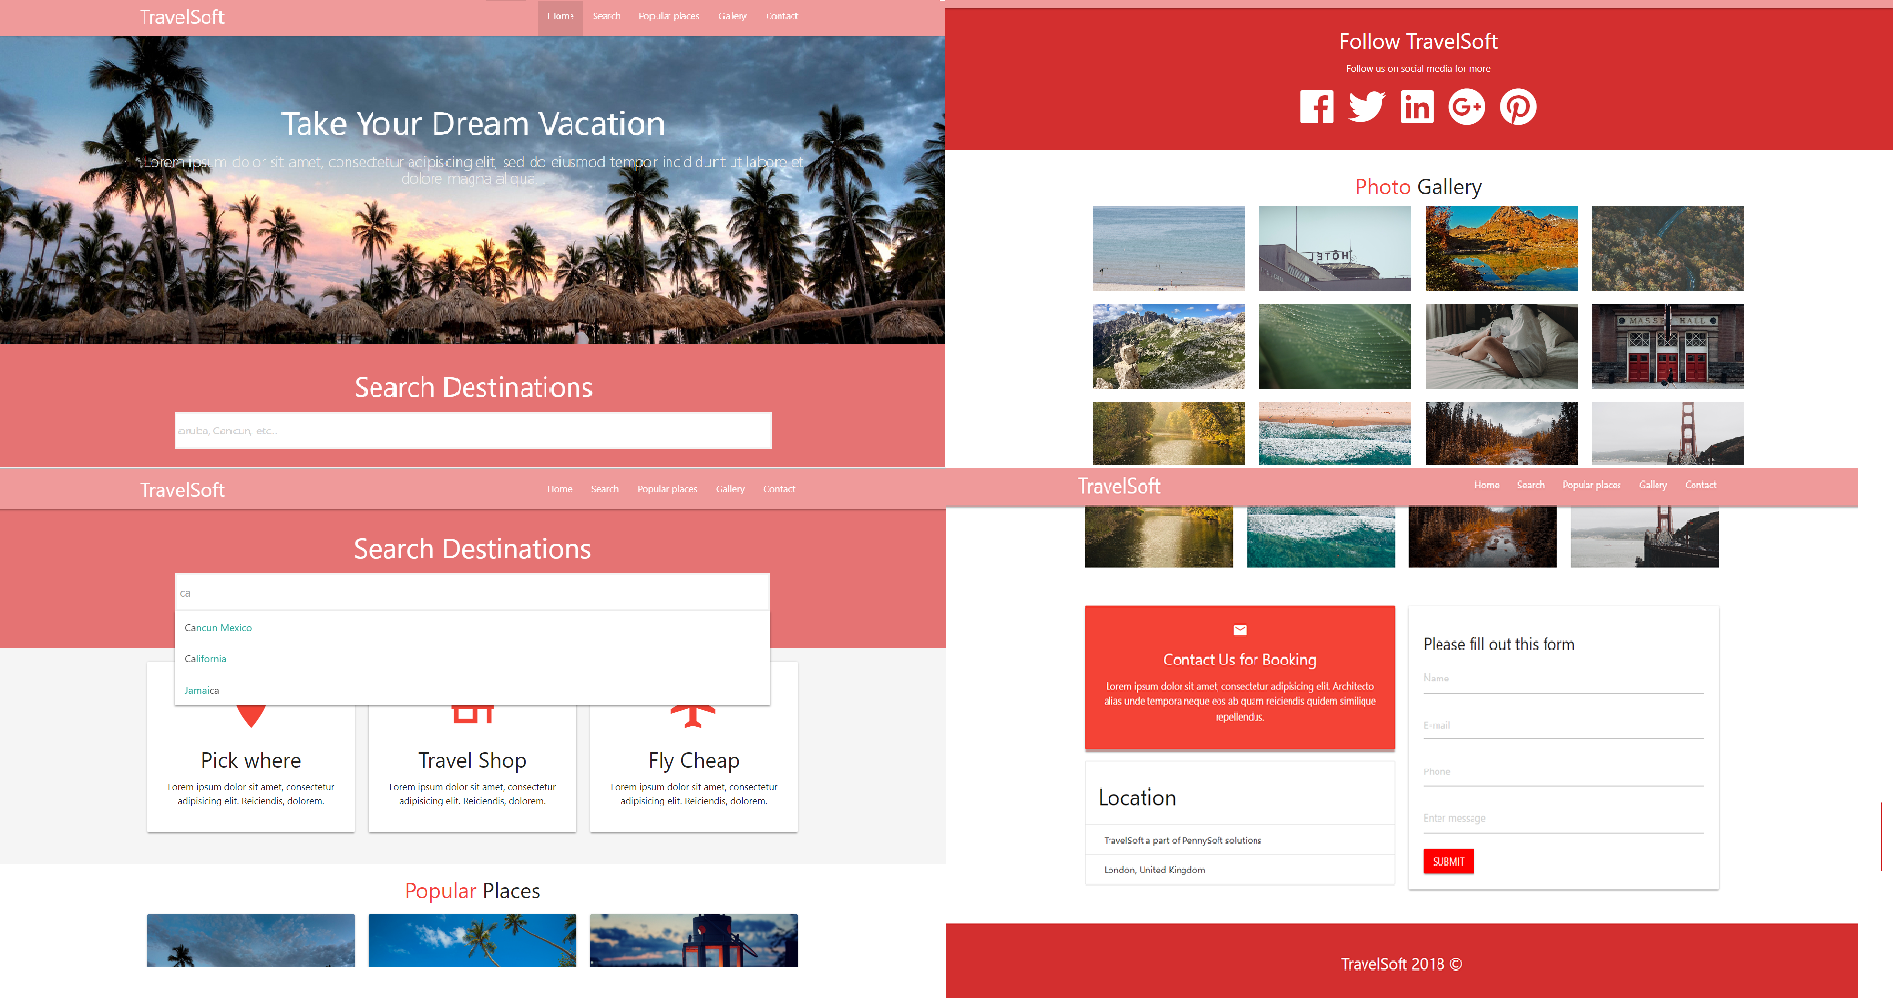 TravelSoft
Home Search Popular places Gallery Contact
Take Your Dream Vacation
Lorem ipsum dolor sit amet, consectetur adipisicing elit, sed do eiusmod tempor incididunt ut labore et
dolore magna aliqua...
Search Destinations
aruba, Cancun, etc...
TravelSoft
Home Search Popular places Gallery Contact
Search Destinations
ca
Cancun Mexico
California
Jamaica
Pick where
Lorem ipsum dolor sit amet, consectetur
adipisicing elit. Reiciendis, dolorem.
Travel Shop
Lorem ipsum dolor sit amet, consectetur
adipisicing elit. Reiciendis, dolorem.
Fly Cheap
Lorem ipsum dolor sit amet, consectetur
adipisicing elit. Reiciendis, dolorem.
Popular Places
Follow TravelSoft
Follow us on social media for more
f in G+
Photo Gallery
HOTEL
MASSEY HALL
TravelSoft
Home Search Popular places Gallery Contact
Contact Us for Booking
Lorem ipsum dolor sit amet consectetur adipisicing elit. Architecto
alias unde tempora neque eos ab quam reiciendis quidem similique
repellendus.
Location
TravelSoft a part of PennySoft solutions
London, United Kingdom
Please fill out this form
Name
E-mail
Phone
Enter message
SUBMIT
TravelSoft 2018 ©